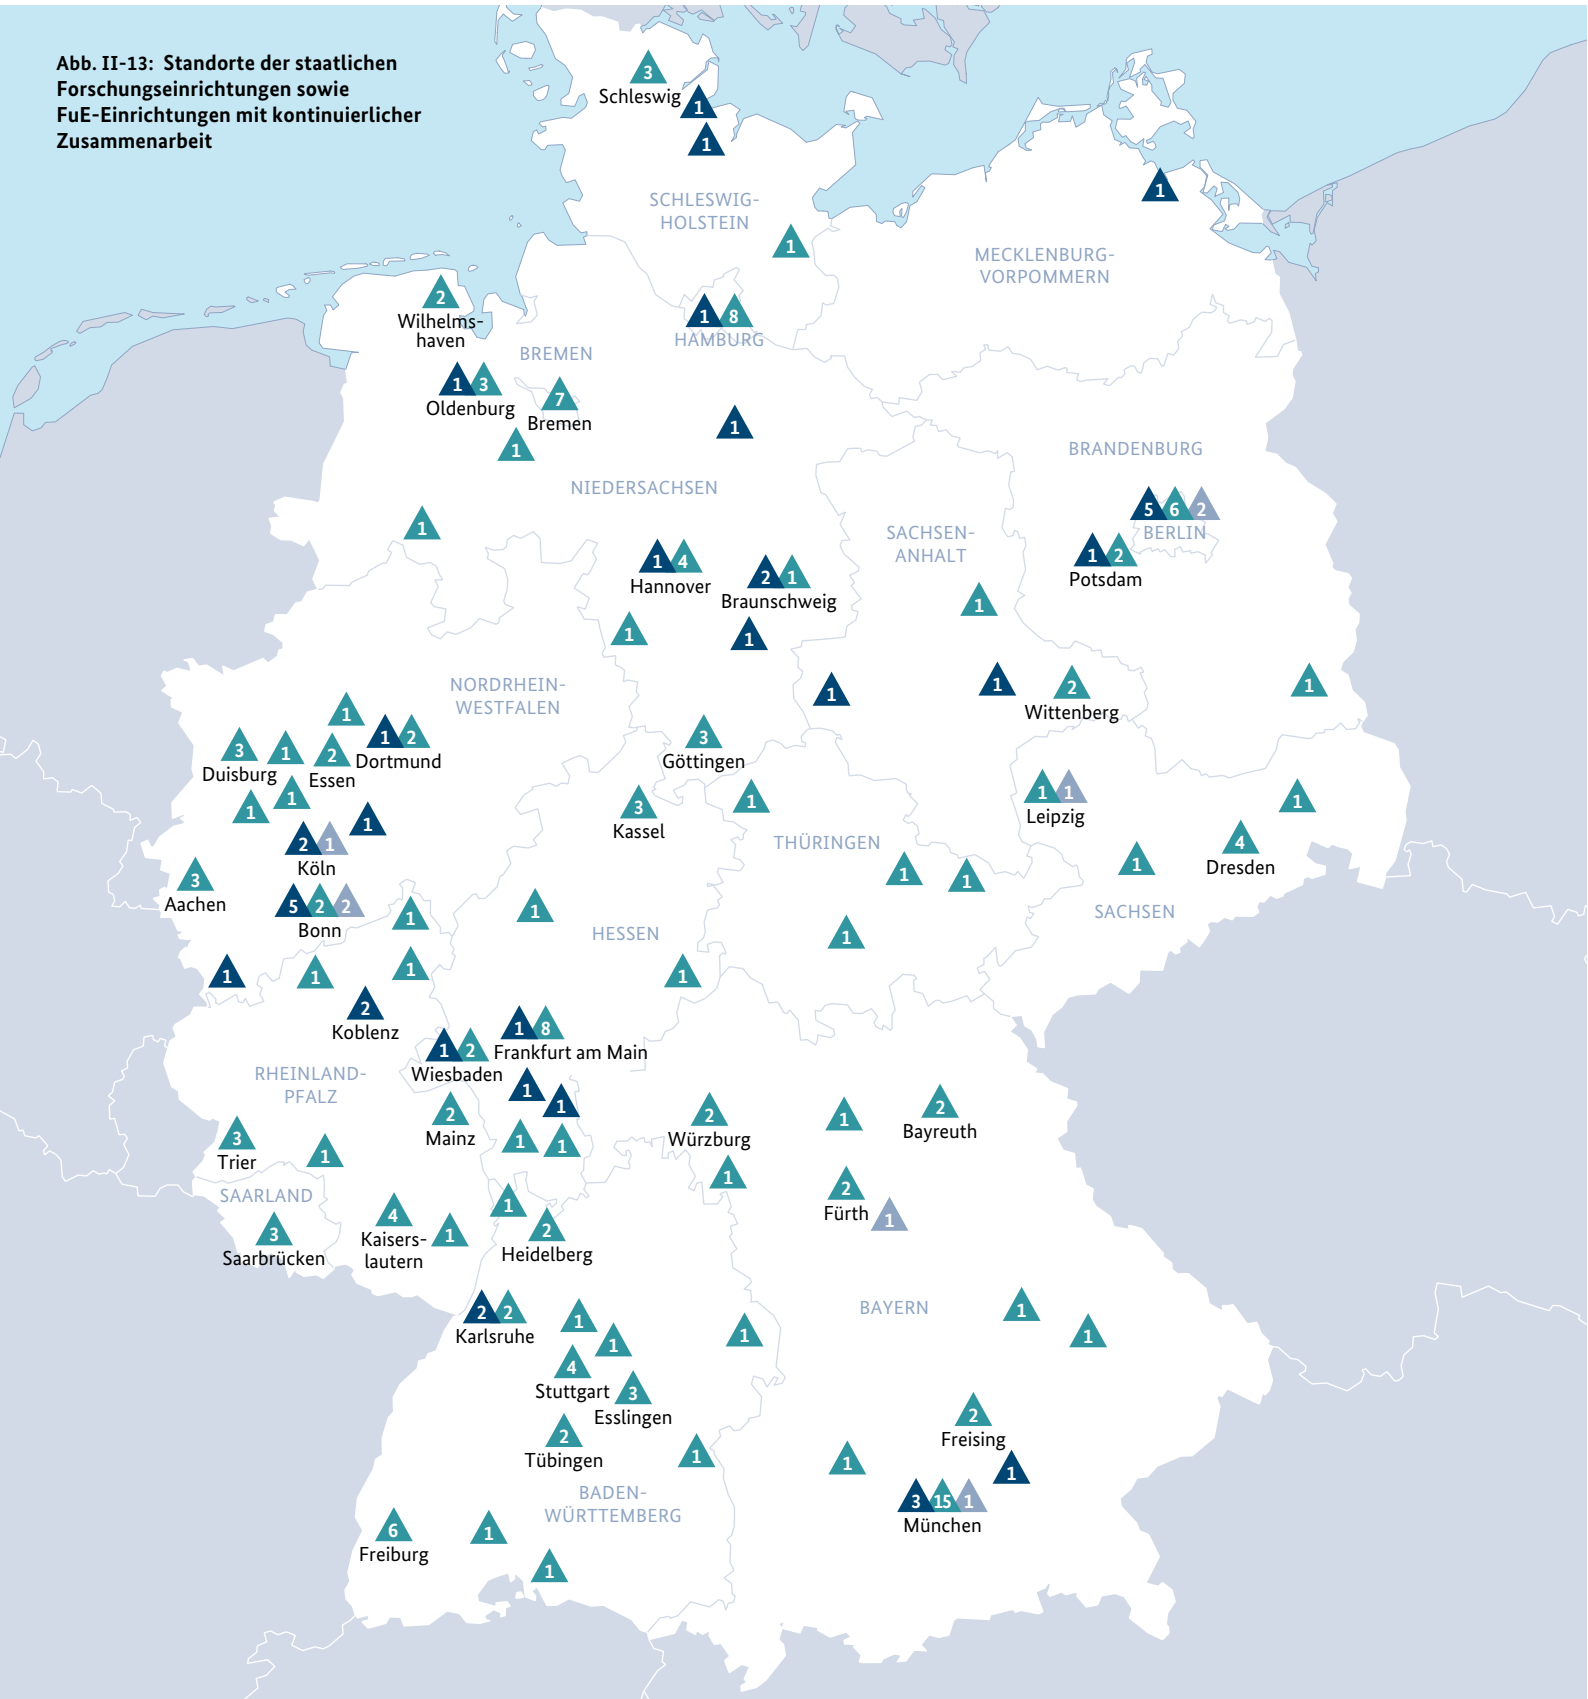 Abb. II-13: Standorte der staatlichen
Forschungseinrichtungen sowie
FuE-Einrichtungen mit kontinuierlicher
Zusammenarbeit
3
Schleswig
1
1
1
SCHLESWIG-
HOLSTEIN
1
MECKLENBURG-
VORPOMMERN
2
Wilhelms-
haven
1 8
HAMBURG
BREMEN
1 3
Oldenburg
7
Bremen
1
1
BRANDENBURG
NIEDERSACHSEN
5 6 2
BERLIN
1
SACHSEN-
ANHALT
1 2
Potsdam
1 4
Hannover
2 1
Braunschweig
1
1
1
NORDRHEIN-
WESTFALEN
1
1
2
Wittenberg
1
1
3
Duisburg
1
2
Essen
1 2
Dortmund
3
Göttingen
1
1
1
2 1
Köln
3
Kassel
1
THÜRINGEN
1 1
Leipzig
1
4
Dresden
1
SACHSEN
3
Aachen
5 2 2
Bonn
1
1
HESSEN
1
1
1
1
1
1
1
2
Koblenz
1 8
Frankfurt am Main
1 2
Wiesbaden
RHEINLAND-
PFALZ
1
1
2
Mainz
1
1
2
Würzburg
1
2
Bayreuth
3
Trier
1
1
SAARLAND
3
Saarbrücken
4
Kaisers-
lautern
1
1
2
Heidelberg
2
Fürth
1
BAYERN
2 2
Karlsruhe
1
1
1
1
1
4
Stuttgart
3
Esslingen
2
Tübingen
1
2
Freising
1
1
3 15 1
München
BADEN-
WÜRTTEMBERG
6
Freiburg
1
1